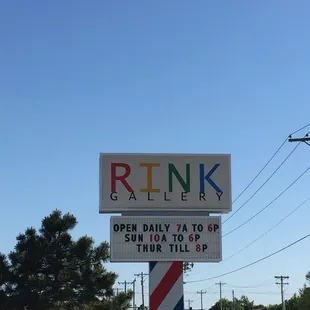 RINK
GALLERY
OPEN DAILY 7A TO 6P
SUN 10A TO 6P
THUR TILL 8P